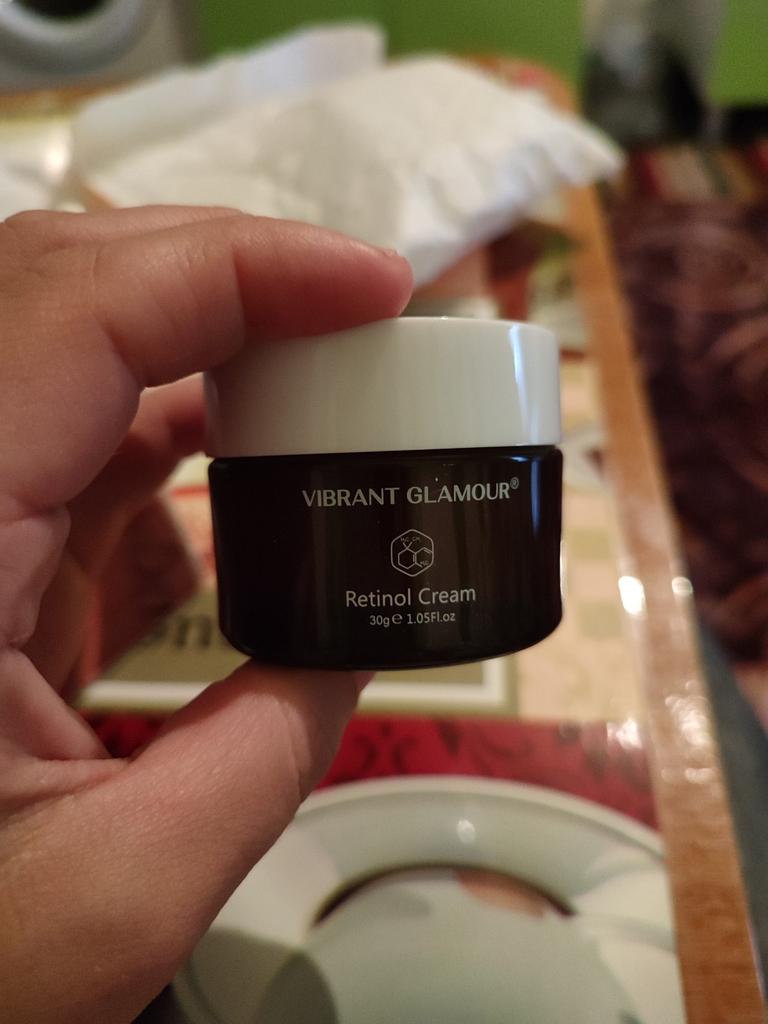 VIBRANT GLAMOUR®
Retinol Cream
30g℮ 1.05Fl.oz